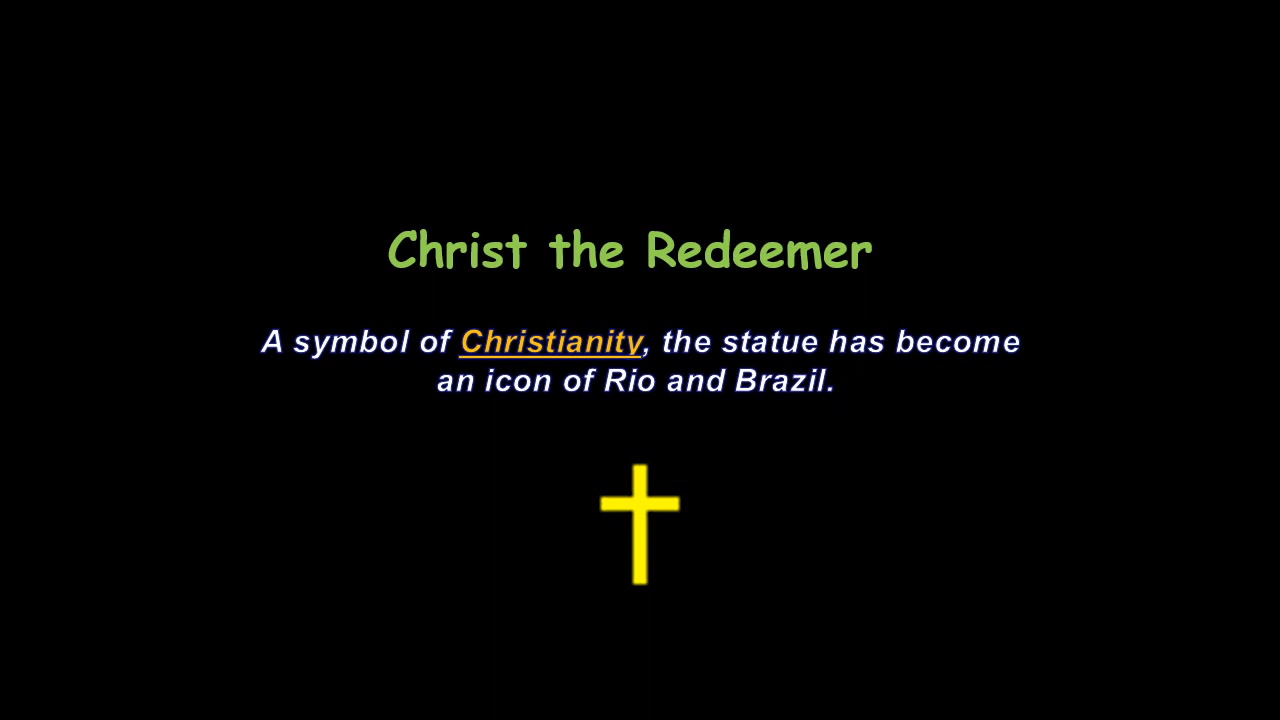 Christ the Redeemer
A symbol of Christianity, the statue has become
an icon of Rio and Brazil.